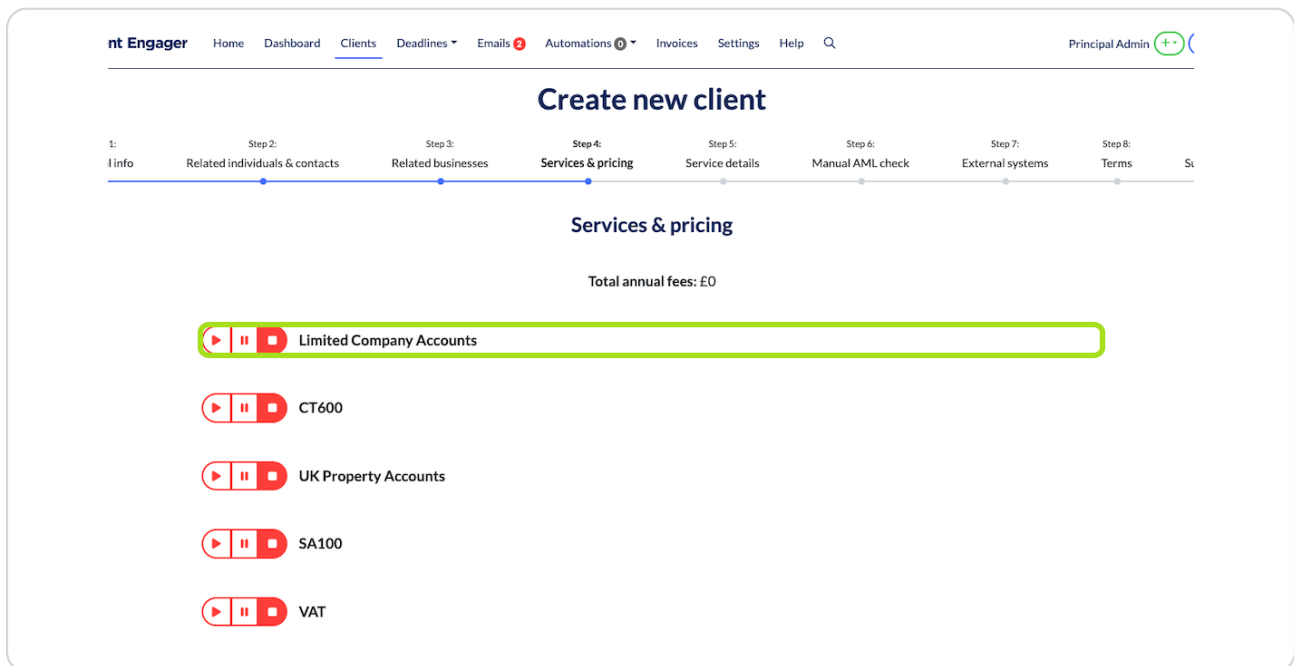 nt Engager Home Dashboard Clients Deadlines Emails 2 Automations 0 Invoices Settings Help Principal Admin
Create new client
1: Step 2: Step 3: Step 4: Step 5: Step 6: Step 7: Step 8:
l info Related individuals & contacts Related businesses Services & pricing Service details Manual AML check External systems Terms Su
Services & pricing
Total annual fees: £0
Limited Company Accounts
CT600
UK Property Accounts
SA100
VAT